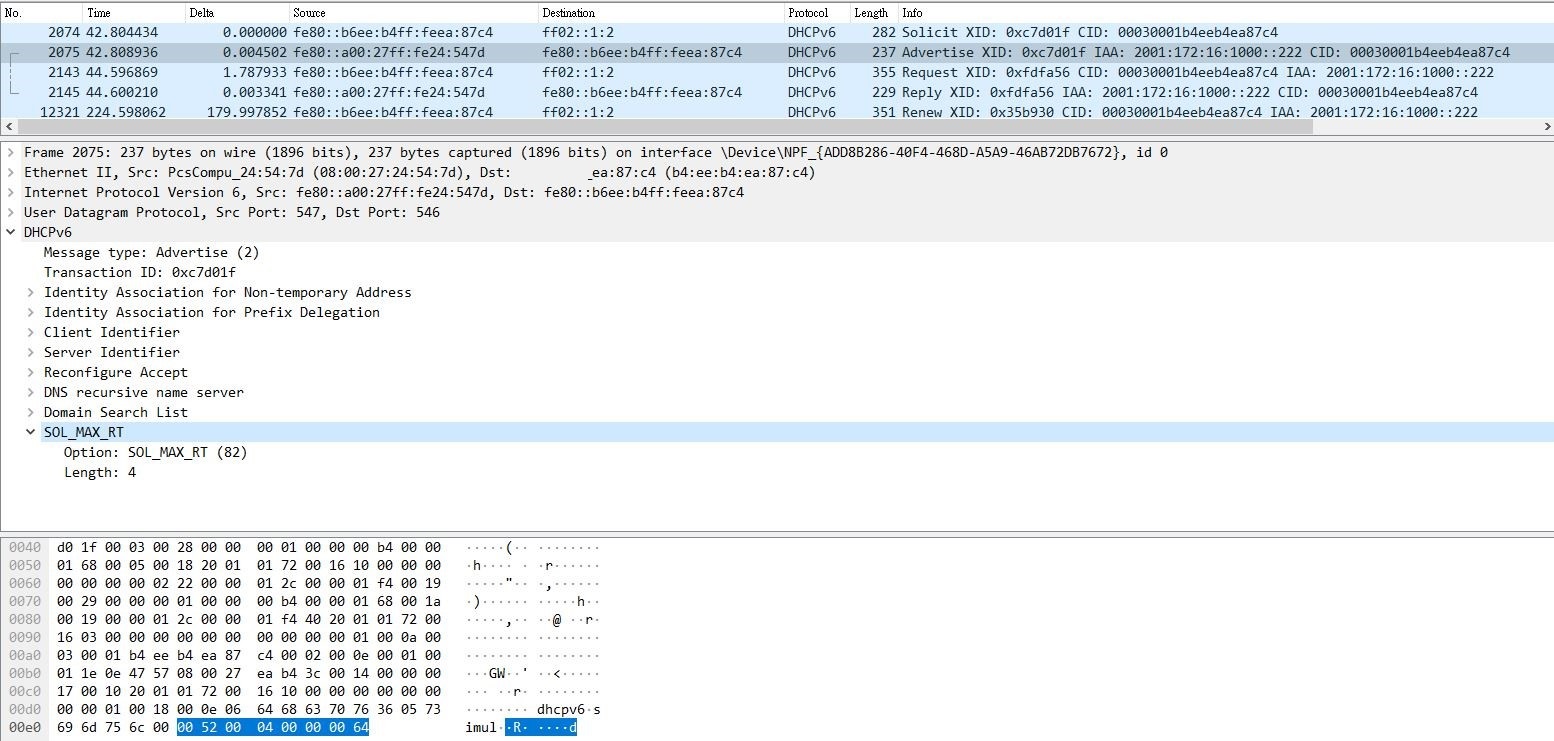 No. Time Delta Source Destination Protocol Length Info
2074 42.804434 0.000000 fe80::b6ee:b4ff:feea:87c4 ff02::1:2 DHCPv6 282 Solicit XID: 0xc7d01f CID: 00030001b4eeb4ea87c4
2075 42.808936 0.004502 fe80::a00:27ff:fe24:547d fe80::b6ee:b4ff:feea:87c4 DHCPv6 237 Advertise XID: 0xc7d01f IAA: 2001:172:16:1000::222 CID: 00030001b4eeb4ea87c4
2143 44.596869 1.787933 fe80::b6ee:b4ff:feea:87c4 ff02::1:2 DHCPv6 355 Request XID: 0xfdfa56 CID: 00030001b4eeb4ea87c4 IAA: 2001:172:16:1000::222
2145 44.600210 0.003341 fe80::a00:27ff:fe24:547d fe80::b6ee:b4ff:feea:87c4 DHCPv6 229 Reply XID: 0xfdfa56 IAA: 2001:172:16:1000::222 CID: 00030001b4eeb4ea87c4
12321 224.598062 179.997852 fe80::b6ee:b4ff:feea:87c4 ff02::1:2 DHCPv6 351 Renew XID: 0x35b930 CID: 00030001b4eeb4ea87c4 IAA: 2001:172:16:1000::222
Frame 2075: 237 bytes on wire (1896 bits), 237 bytes captured (1896 bits) on interface \Device\NPF_{ADD8B286-40F4-468D-A5A9-46AB72DB7672}, id 0
Ethernet II, Src: PcsCompu_24:54:7d (08:00:27:24:54:7d), Dst: _ea:87:c4 (b4:ee:b4:ea:87:c4)
Internet Protocol Version 6, Src: fe80::a00:27ff:fe24:547d, Dst: fe80::b6ee:b4ff:feea:87c4
User Datagram Protocol, Src Port: 547, Dst Port: 546
DHCPv6
Message type: Advertise (2)
Transaction ID: 0xc7d01f
Identity Association for Non-temporary Address
Identity Association for Prefix Delegation
Client Identifier
Server Identifier
Reconfigure Accept
DNS recursive name server
Domain Search List
SOL_MAX_RT
Option: SOL_MAX_RT (82)
Length: 4
0040 d0 1f 00 03 00 28 00 00 00 01 00 00 00 b4 00 00 ·····(·· ········
0050 01 68 00 05 00 18 20 01 01 72 00 16 10 00 00 00 ·h···· · ·r······
0060 00 00 00 00 02 22 00 00 01 2c 00 00 01 f4 00 19 ·····"·· ·,······
0070 00 29 00 00 00 01 00 00 00 b4 00 00 01 68 00 1a ·)······ ·····h··
0080 00 19 00 00 01 2c 00 00 01 f4 40 20 01 01 72 00 ·····,·· ··@ ··r·
0090 16 03 00 00 00 00 00 00 00 00 00 00 01 00 0a 00 ········ ········
00a0 03 00 01 b4 ee b4 ea 87 c4 00 02 00 0e 00 01 00 ········ ········
00b0 01 1e 0e 47 57 08 00 27 ea b4 3c 00 14 00 00 00 ···GW··' ··<·····
00c0 17 00 10 20 01 01 72 00 16 10 00 00 00 00 00 00 ··· ··r· ········
00d0 00 00 01 00 18 00 0e 06 64 68 63 70 76 36 05 73 ········ dhcpv6·s
00e0 69 6d 75 6c 00 00 52 00 04 00 00 00 64 imul··R· ····d